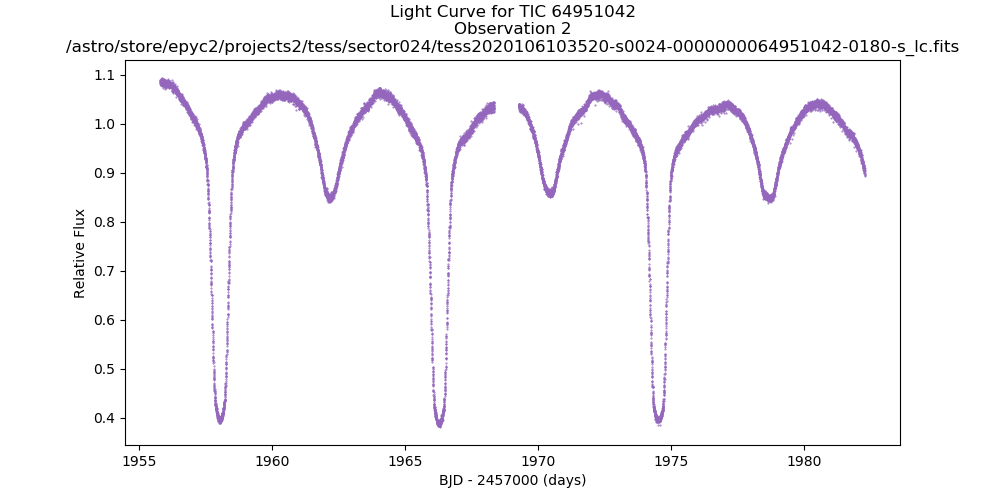 Light Curve for TIC 64951042
Observation 2
/astro/store/epyc2/projects2/tess/sector024/tess2020106103520-s0024-0000000064951042-0180-s_lc.fits
1.1
1.0
0.9
0.8
0.7
0.6
0.5
0.4
Relative Flux
1955
1960
1965
1970
1975
1980
BJD - 2457000 (days)